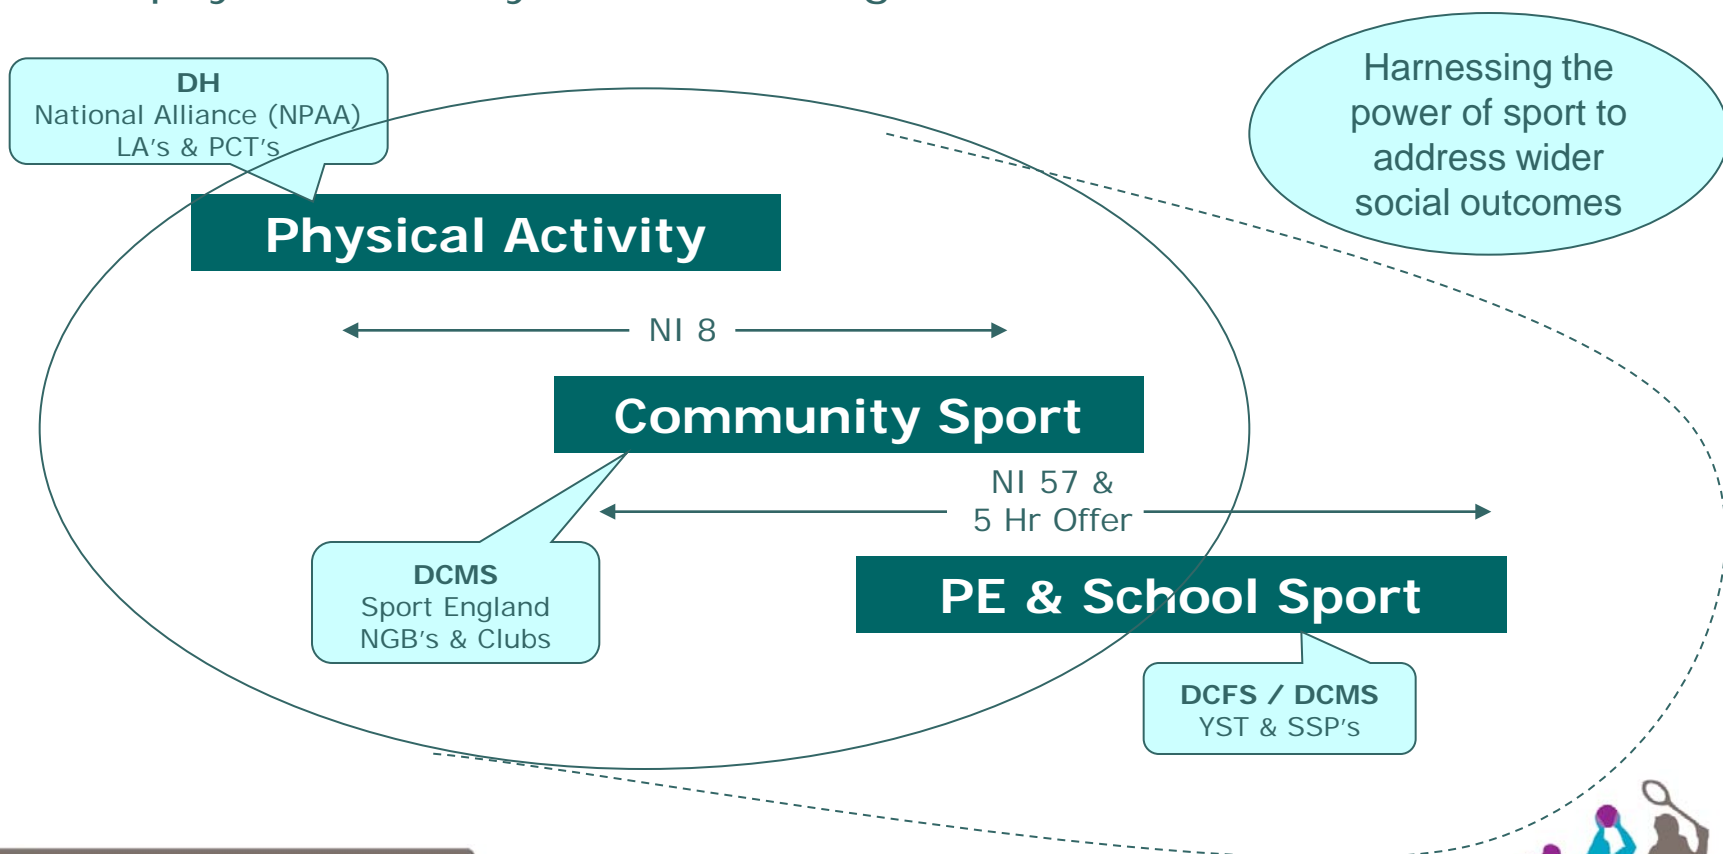 DH
National Alliance (NPAA)
LA's & PCT's
Harnessing the
power of sport to
address wider
social outcomes
Physical Activity
NI 8
Community Sport
NI 57 &
5 Hr Offer
DCMS
Sport England
NGB's & Clubs
PE & School Sport
DCFS / DCMS
YST & SSP's